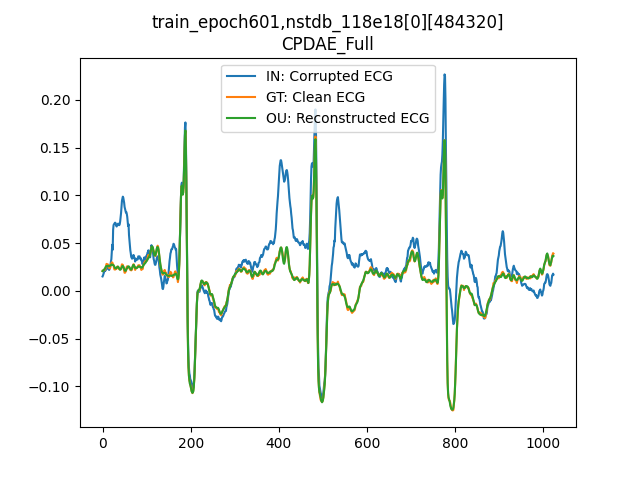 train_epoch601,nstdb_118e18[0][484320]
CPDAE_Full
IN: Corrupted ECG
GT: Clean ECG
OU: Reconstructed ECG
0.20
0.15
0.10
0.05
0.00
−0.05
−0.10
0 200 400 600 800 1000